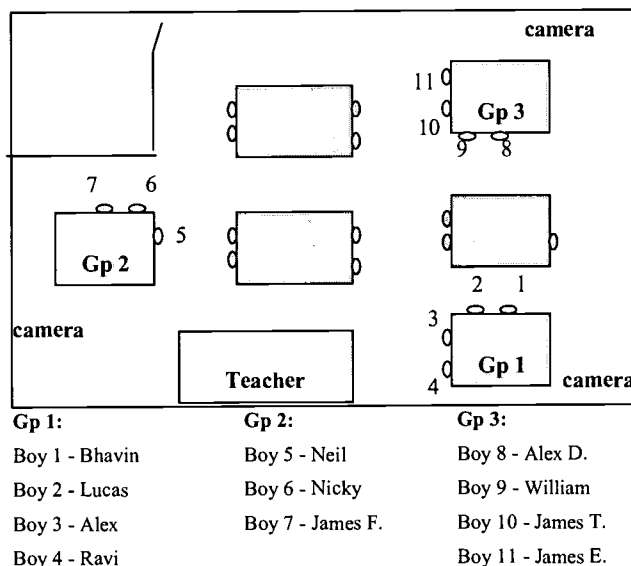 camera
11
Gp 3
10
9 8
7 6
5
Gp 2
2 1
3
camera
Gp 1
Teacher
4
camera
Gp 1:
Boy 1 - Bhavin
Boy 2 - Lucas
Boy 3 - Alex
Boy 4 - Ravi
Gp 2:
Boy 5 - Neil
Boy 6 - Nicky
Boy 7 - James F.
Gp 3:
Boy 8 - Alex D.
Boy 9 - William
Boy 10 - James T.
Boy 11 - James E.